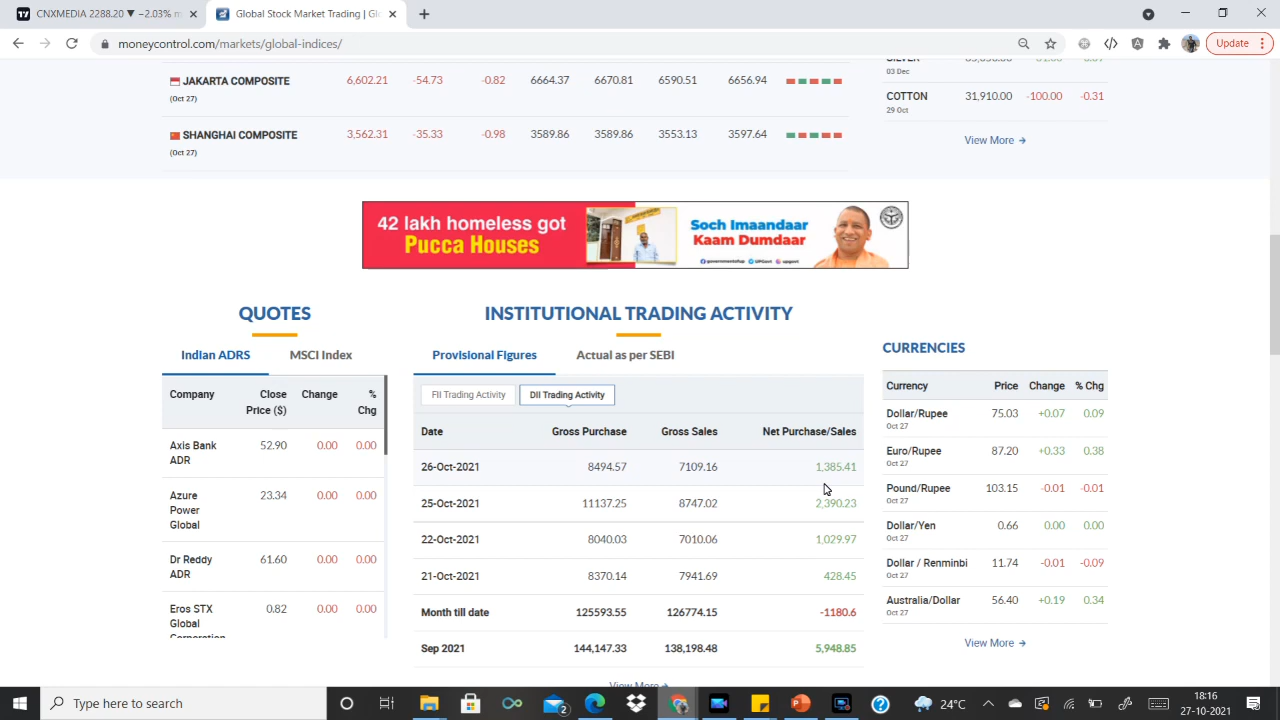 CNXMEDIA 2288.20 ▼ −2.03% m
Global Stock Market Trading | Gl
moneycontrol.com/markets/global-indices/
Update
JAKARTA COMPOSITE 6,602.21 -54.73 -0.82 6664.37 6670.81 6590.51 6656.94
(Oct 27)
SHANGHAI COMPOSITE 3,562.31 -35.33 -0.98 3589.86 3589.86 3553.13 3597.64
(Oct 27)
03 Dec
COTTON 31,910.00 -100.00 -0.31
29 Oct
View More →
42 lakh homeless got
Pucca Houses
Soch Imaandaar
Kaam Dumdaar
/governmentofup UPGovt upgovt
QUOTES
Indian ADRS MSCI Index
Company Close Price ($) Change % Chg
Axis Bank ADR 52.90 0.00 0.00
Azure Power Global 23.34 0.00 0.00
Dr Reddy ADR 61.60 0.00 0.00
Eros STX Global Corporation 0.82 0.00 0.00
INSTITUTIONAL TRADING ACTIVITY
Provisional Figures Actual as per SEBI
FII Trading Activity DII Trading Activity
Date Gross Purchase Gross Sales Net Purchase/Sales
26-Oct-2021 8494.57 7109.16 1,385.41
25-Oct-2021 11137.25 8747.02 2,390.23
22-Oct-2021 8040.03 7010.06 1,029.97
21-Oct-2021 8370.14 7941.69 428.45
Month till date 125593.55 126774.15 -1180.6
Sep 2021 144,147.33 138,198.48 5,948.85
View More →
CURRENCIES
Currency Price Change % Chg
Dollar/Rupee 75.03 +0.07 0.09
Oct 27
Euro/Rupee 87.20 +0.33 0.38
Oct 27
Pound/Rupee 103.15 -0.01 -0.01
Oct 27
Dollar/Yen 0.66 0.00 0.00
Oct 27
Dollar / Renminbi 11.74 -0.01 -0.09
Oct 27
Australia/Dollar 56.40 +0.19 0.34
Oct 27
View More →
Type here to search
2
24°C
18:16
27-10-2021